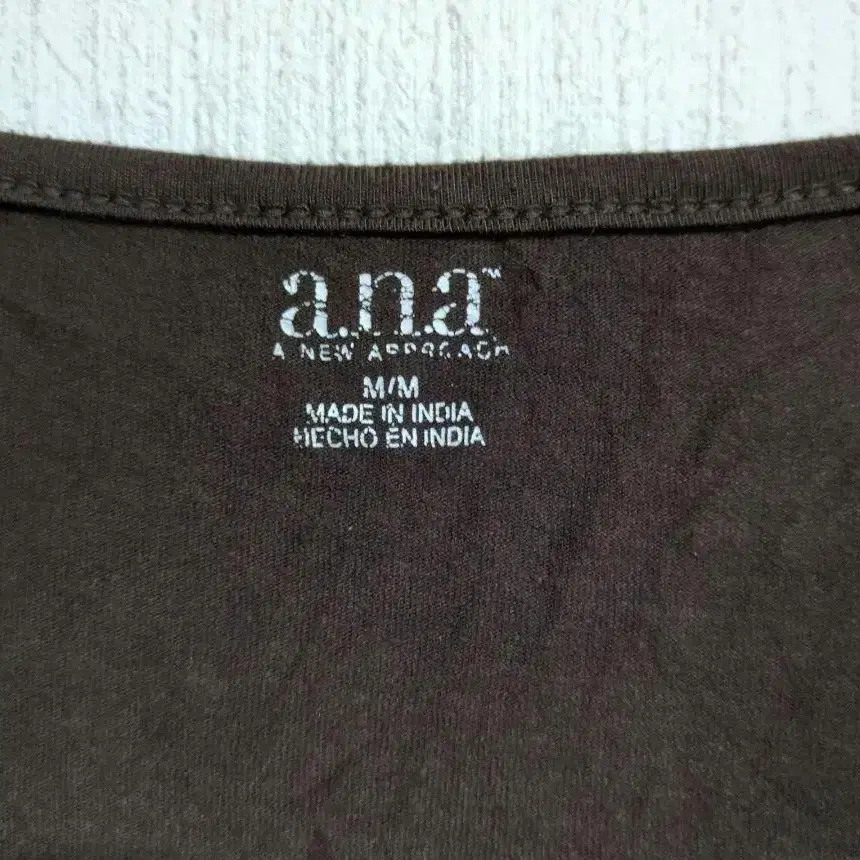 a.n.a™
A NEW APPROACH
M/M
MADE IN INDIA
HECHO EN INDIA